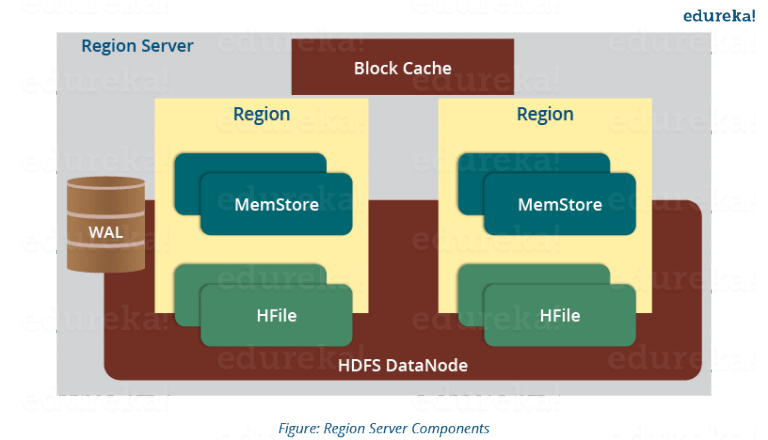 edureka!
Region Server
Block Cache
Region
Region
MemStore
MemStore
WAL
HFile
HFile
HDFS DataNode
Figure: Region Server Components